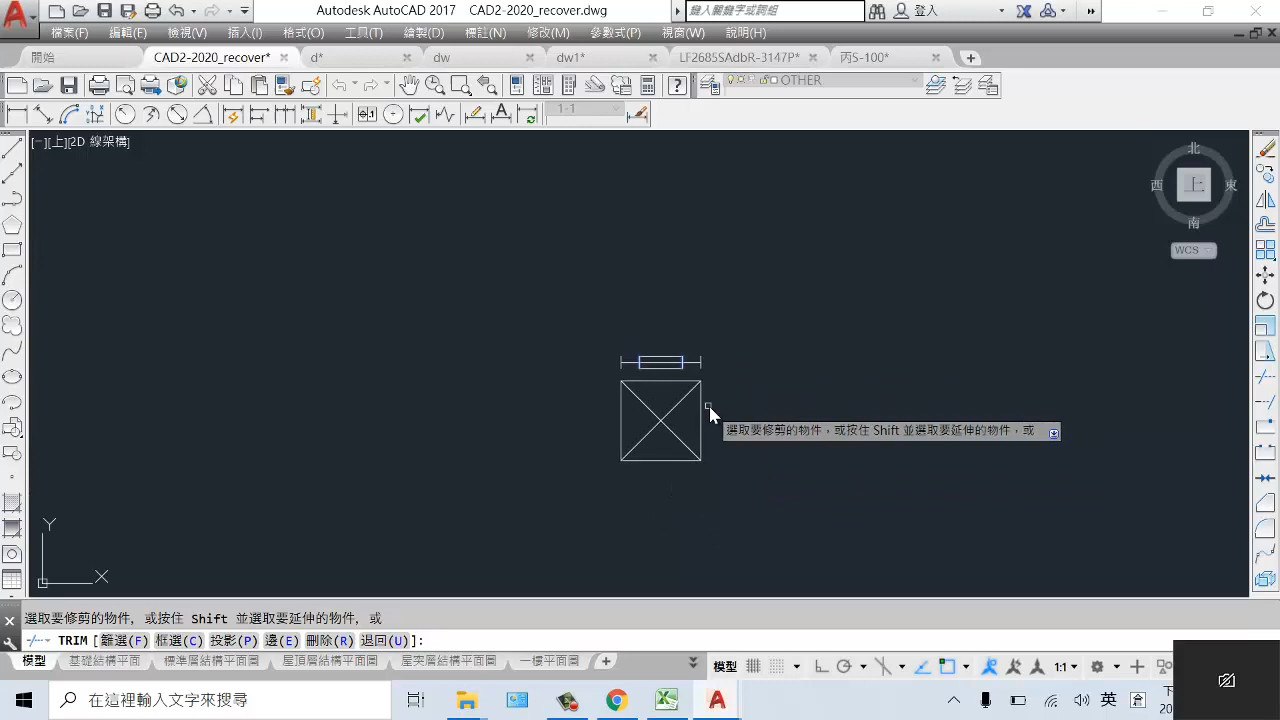 Autodesk AutoCAD 2017 CAD2-2020_recover.dwg
鍵入關鍵字或詞組
登入
檔案(F) 編輯(E) 檢視(V) 插入(I) 格式(O) 工具(T) 繪製(D) 標註(N) 修改(M) 參數式(P) 視窗(W) 說明(H)
開始 CAD2-2020_recover* d* dw dw1* LF2685SAdbR-3147P* 丙S-100*
OTHER
1-1
[−][上][2D 線架構]
北
西 上 東
南
WCS
選取要修剪的物件，或按住 Shift 並選取要延伸的物件，或
Y
X
選取要修剪的物件, 或按住 Shift 並選取要延伸的物件, 或
TRIM [籬選(F) 框選(C) 投影(P) 邊(E) 刪除(R) 退回(U)]:
模型 基礎結構平面 標準層結構平面圖 屋頂層結構平面圖 屋突層結構平面圖 一樓平面圖
模型 1:1
在這裡輸入文字來搜尋
英
下
20